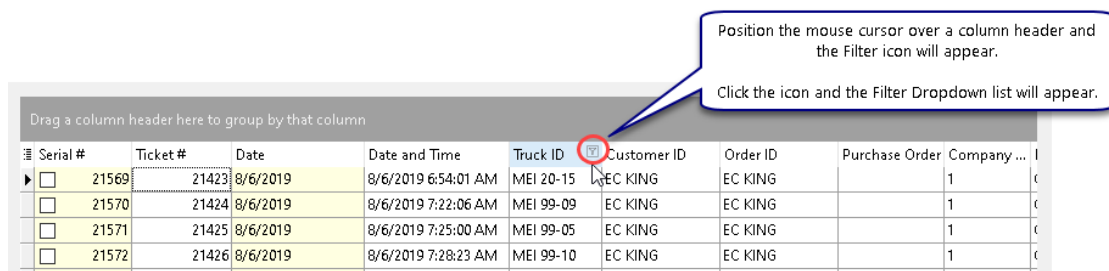 Position the mouse cursor over a column header and
the Filter icon will appear.
Click the icon and the Filter Dropdown list will appear.
Drag a column header here to group by that column
Serial # Ticket # Date Date and Time Truck ID Customer ID Order ID Purchase Order Company ...
21569 21423 8/6/2019 8/6/2019 6:54:01 AM MEI 20-15 EC KING EC KING 1
21570 21424 8/6/2019 8/6/2019 7:22:06 AM MEI 99-09 EC KING EC KING 1
21571 21425 8/6/2019 8/6/2019 7:25:00 AM MEI 99-05 EC KING EC KING 1
21572 21426 8/6/2019 8/6/2019 7:28:23 AM MEI 99-10 EC KING EC KING 1